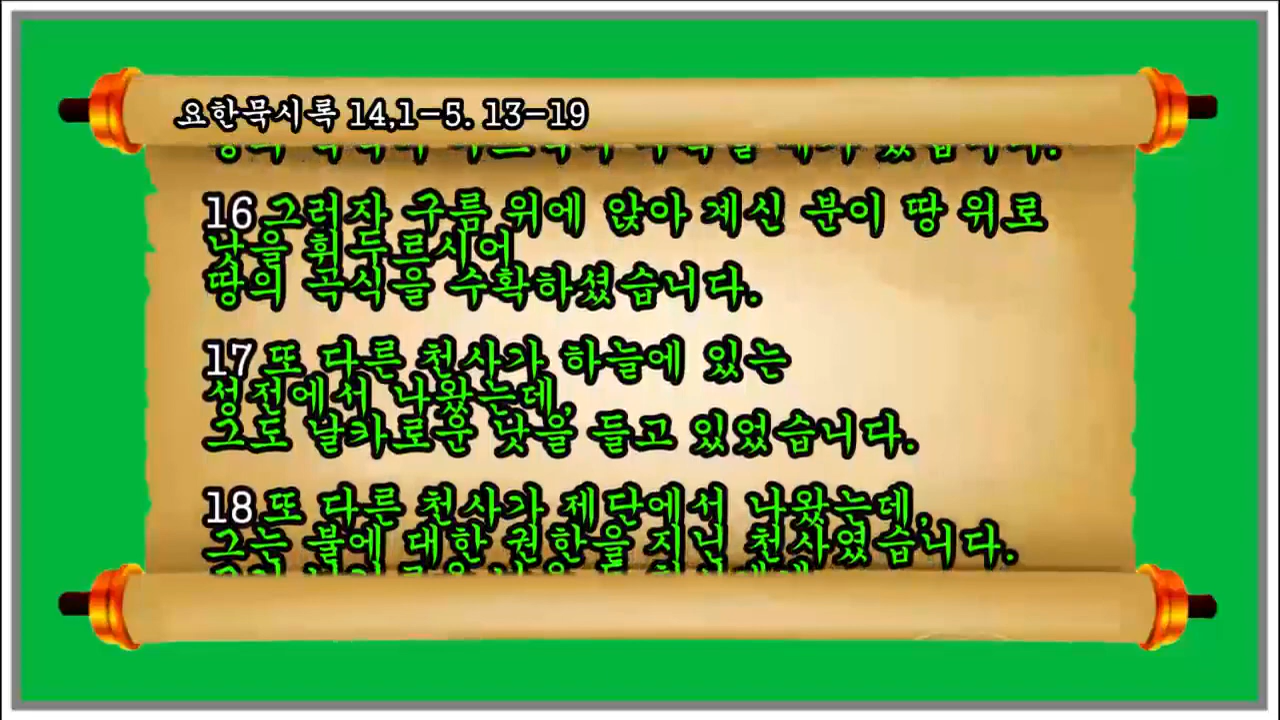 요한묵시록 14,1-5. 13-19
16 그러자 구름 위에 앉아 계신 분이 땅 위로
낫을 휘두르시어
땅의 곡식을 수확하셨습니다.
17 또 다른 천사가 하늘에 있는
성전에서 나왔는데,
그도 날카로운 낫을 들고 있었습니다.
18 또 다른 천사가 제단에서 나왔는데,
그는 불에 대한 권한을 지닌 천사였습니다.